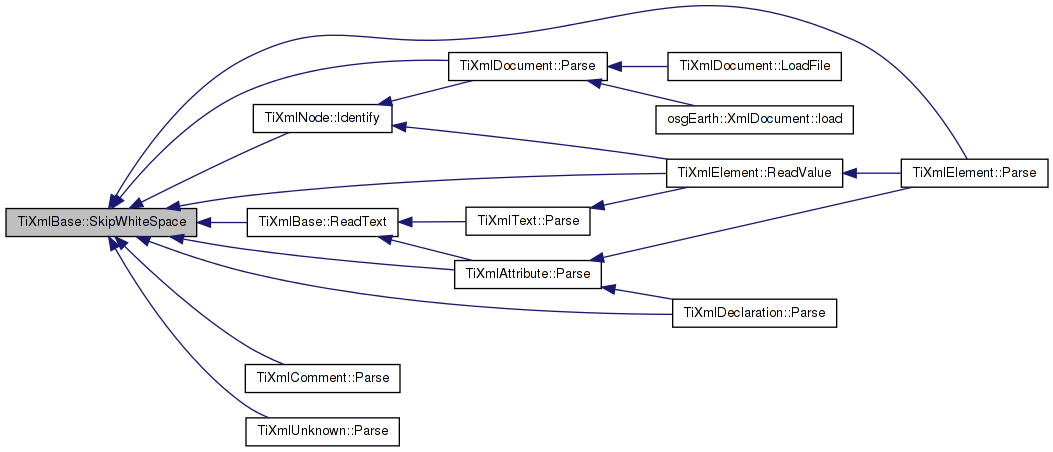 TiXmlDocument::Parse
TiXmlDocument::LoadFile
TiXmlNode::Identify
osgEarth::XmlDocument::load
TiXmlElement::ReadValue
TiXmlElement::Parse
TiXmlBase::SkipWhiteSpace
TiXmlBase::ReadText
TiXmlText::Parse
TiXmlAttribute::Parse
TiXmlDeclaration::Parse
TiXmlComment::Parse
TiXmlUnknown::Parse